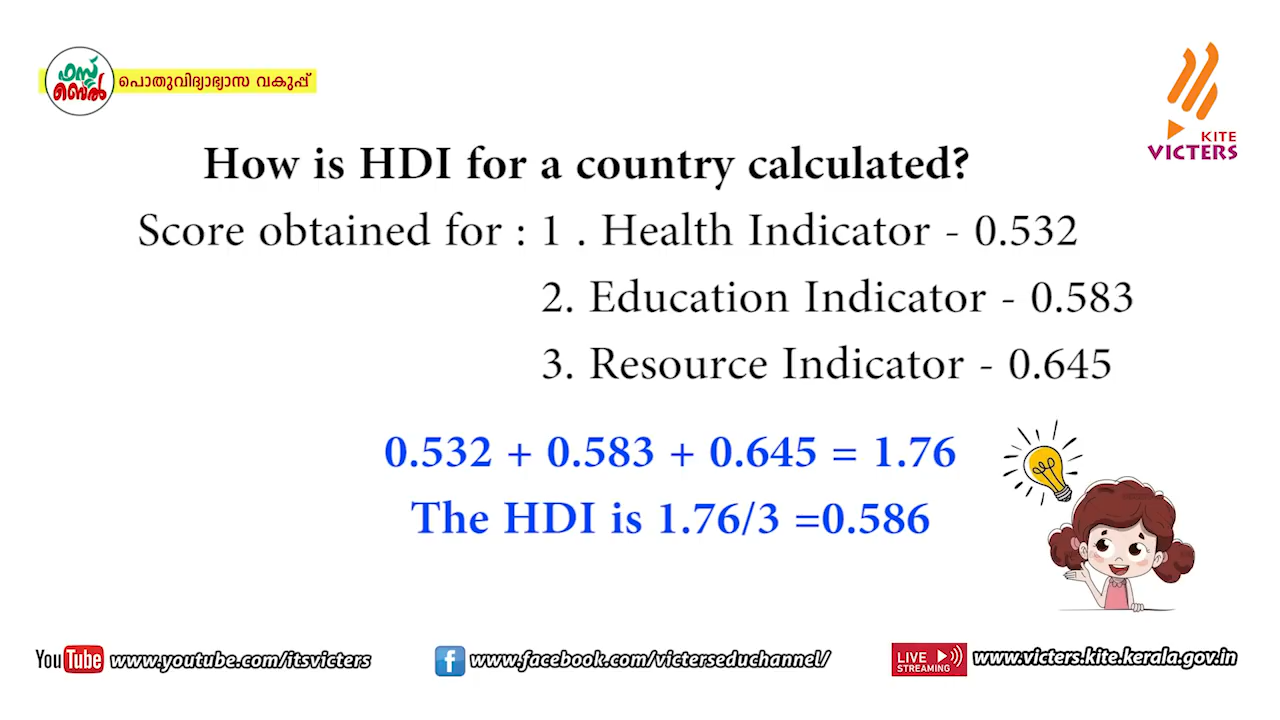 ഫസ്റ്റ്
ബെൽ
പൊതുവിദ്യാഭ്യാസ വകുപ്പ്
KITE
VICTERS
How is HDI for a country calculated?
Score obtained for : 1 . Health Indicator - 0.532
2. Education Indicator - 0.583
3. Resource Indicator - 0.645
0.532 + 0.583 + 0.645 = 1.76
The HDI is 1.76/3 =0.586
YouTube www.youtube.com/itsvicters
f www.facebook.com/victerseduchannel/
LIVE STREAMING www.victers.kite.kerala.gov.in